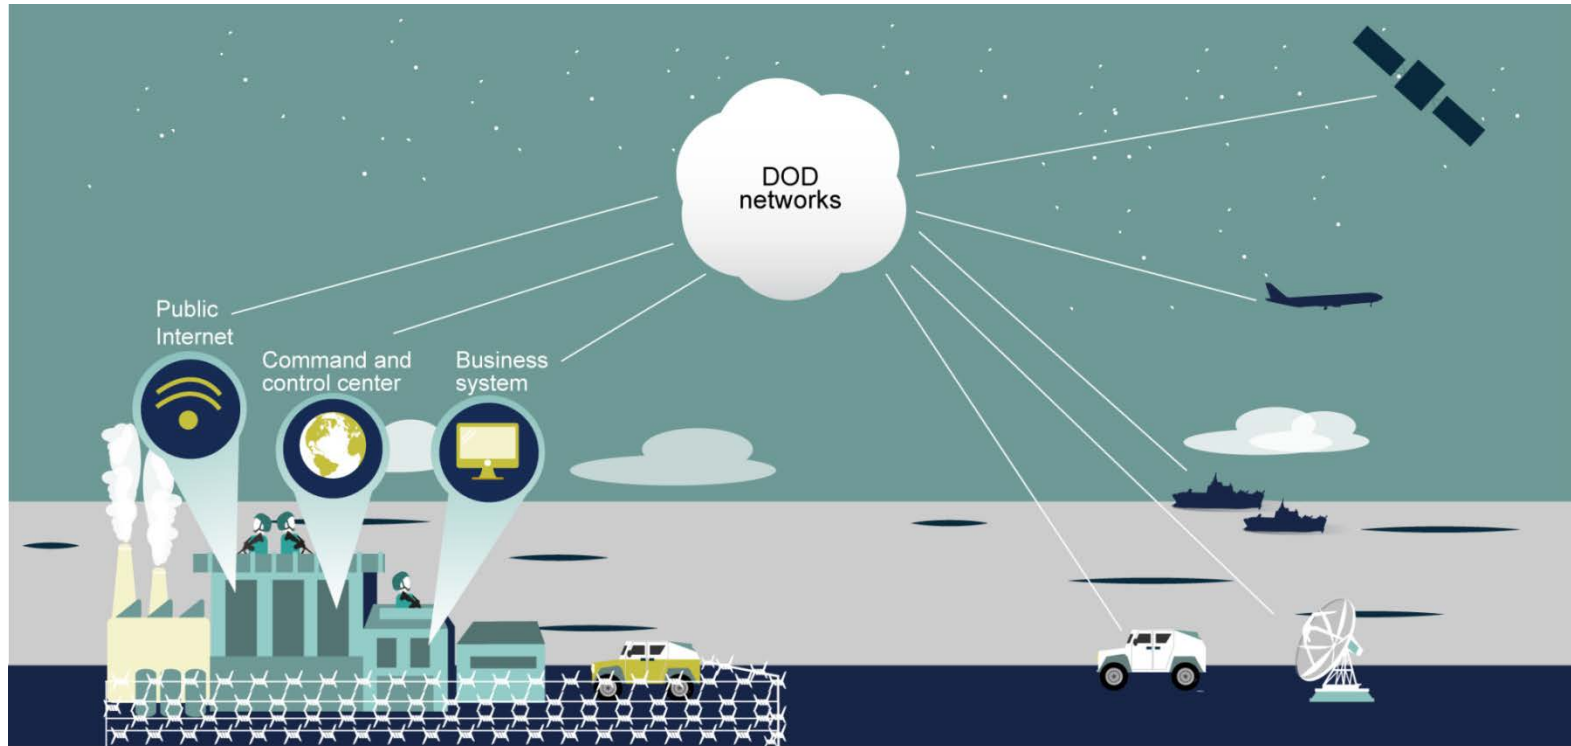 DOD
networks
Public
Internet
Command and
control center
Business
system